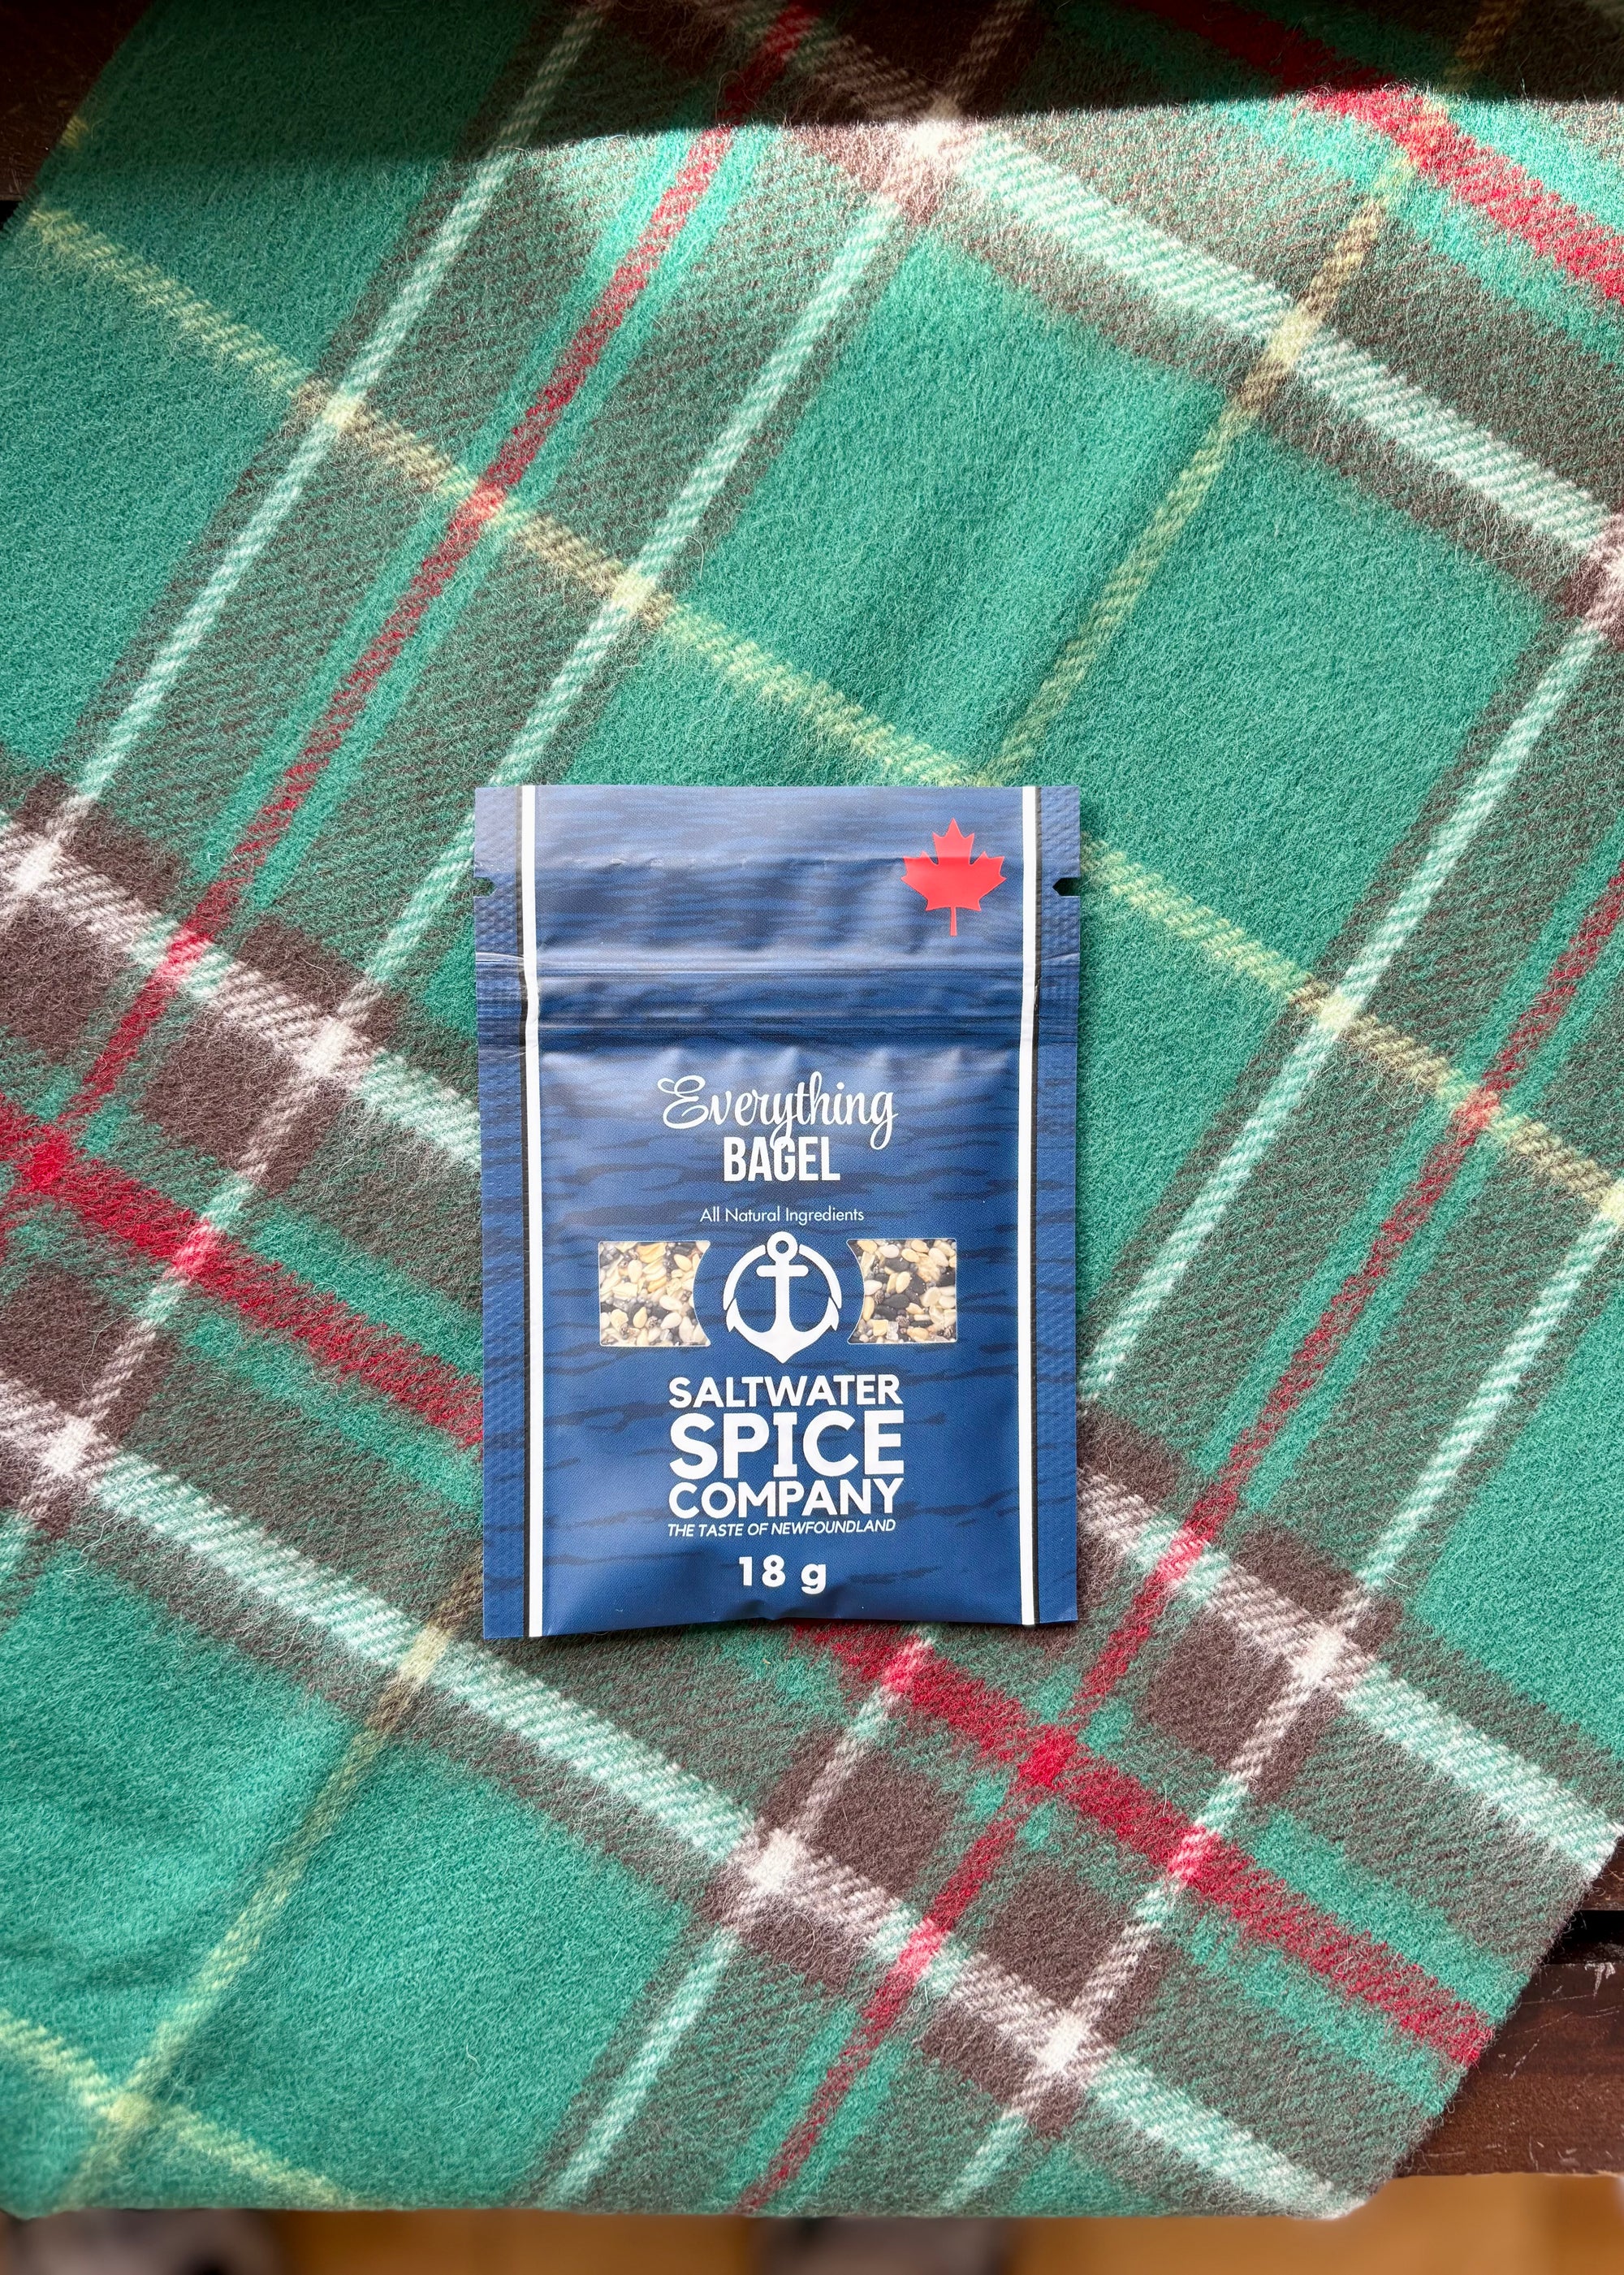 Everything
BAGEL
All Natural Ingredients
SALTWATER
SPICE
COMPANY
THE TASTE OF NEWFOUNDLAND
18 g